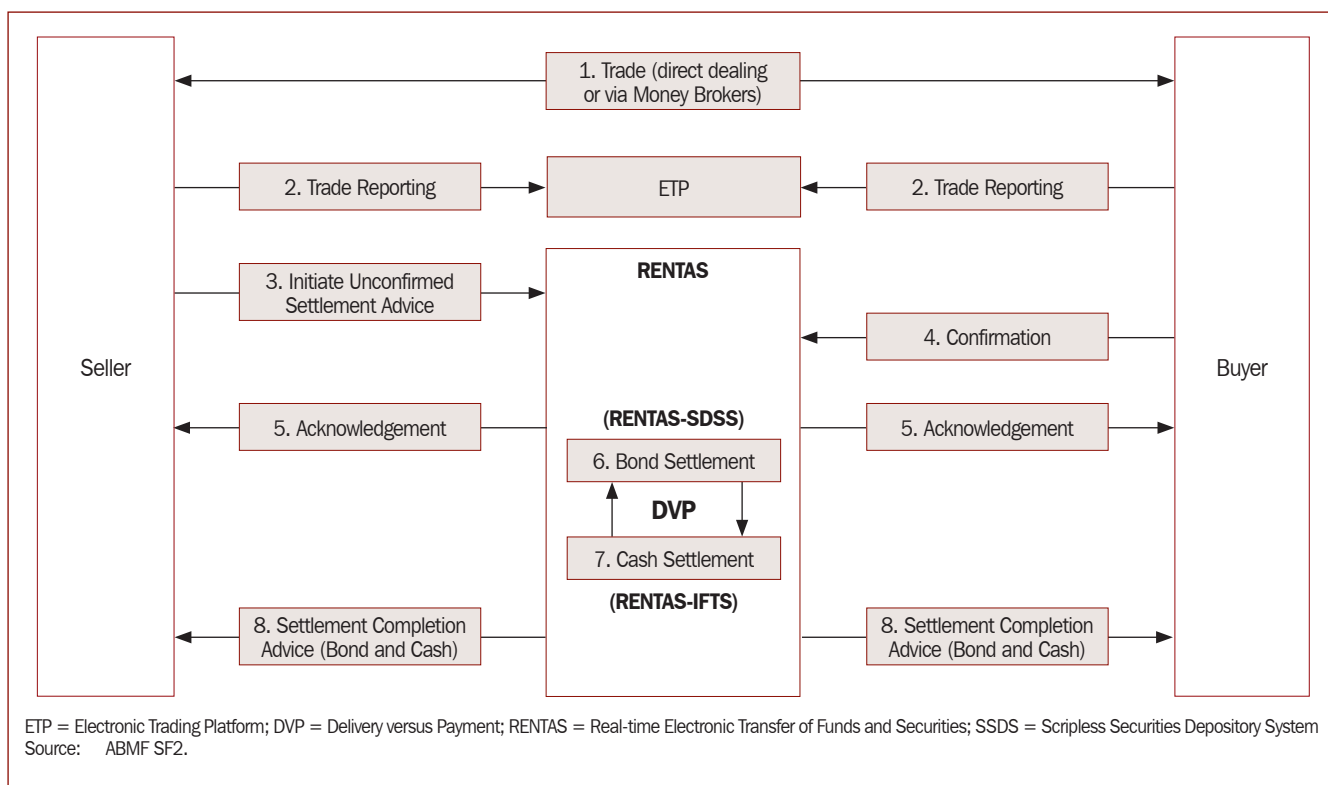 1. Trade (direct dealing
or via Money Brokers)
2. Trade Reporting
ETP
2. Trade Reporting
RENTAS
3. Initiate Unconfirmed
Settlement Advice
4. Confirmation
Seller
Buyer
(RENTAS-SDSS)
5. Acknowledgement
5. Acknowledgement
6. Bond Settlement
DVP
7. Cash Settlement
(RENTAS-IFTS)
8. Settlement Completion
Advice (Bond and Cash)
8. Settlement Completion
Advice (Bond and Cash)
ETP = Electronic Trading Platform; DVP = Delivery versus Payment; RENTAS = Real-time Electronic Transfer of Funds and Securities; SSDS = Scripless Securities Depository System
Source: ABMF SF2.